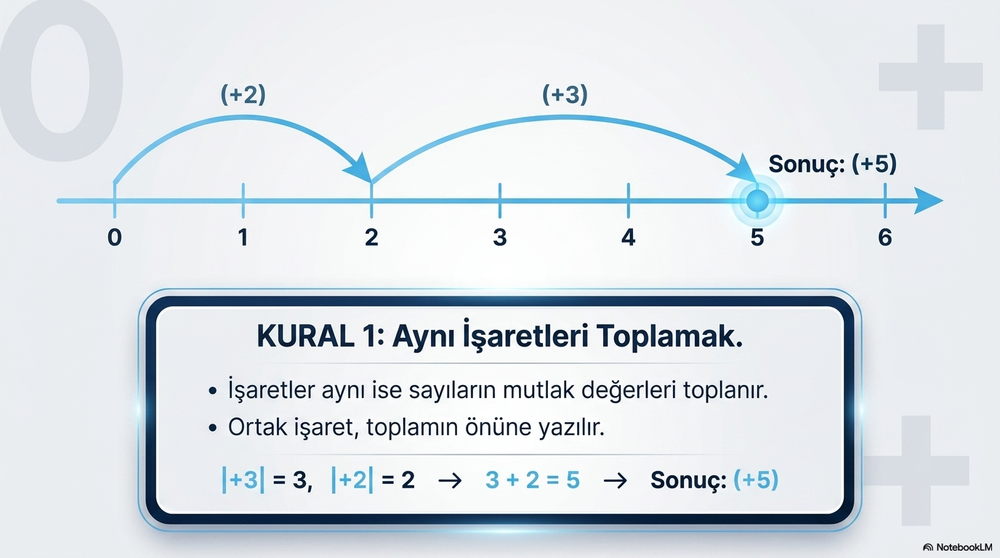 0
+
(+2) (+3)
Sonuç: (+5)
0 1 2 3 4 5 6
KURAL 1: Aynı İşaretleri Toplamak.
• İşaretler aynı ise sayıların mutlak değerleri toplanır.
• Ortak işaret, toplamın önüne yazılır.
|+3| = 3, |+2| = 2 → 3 + 2 = 5 → Sonuç: (+5)
+
NotebookLM